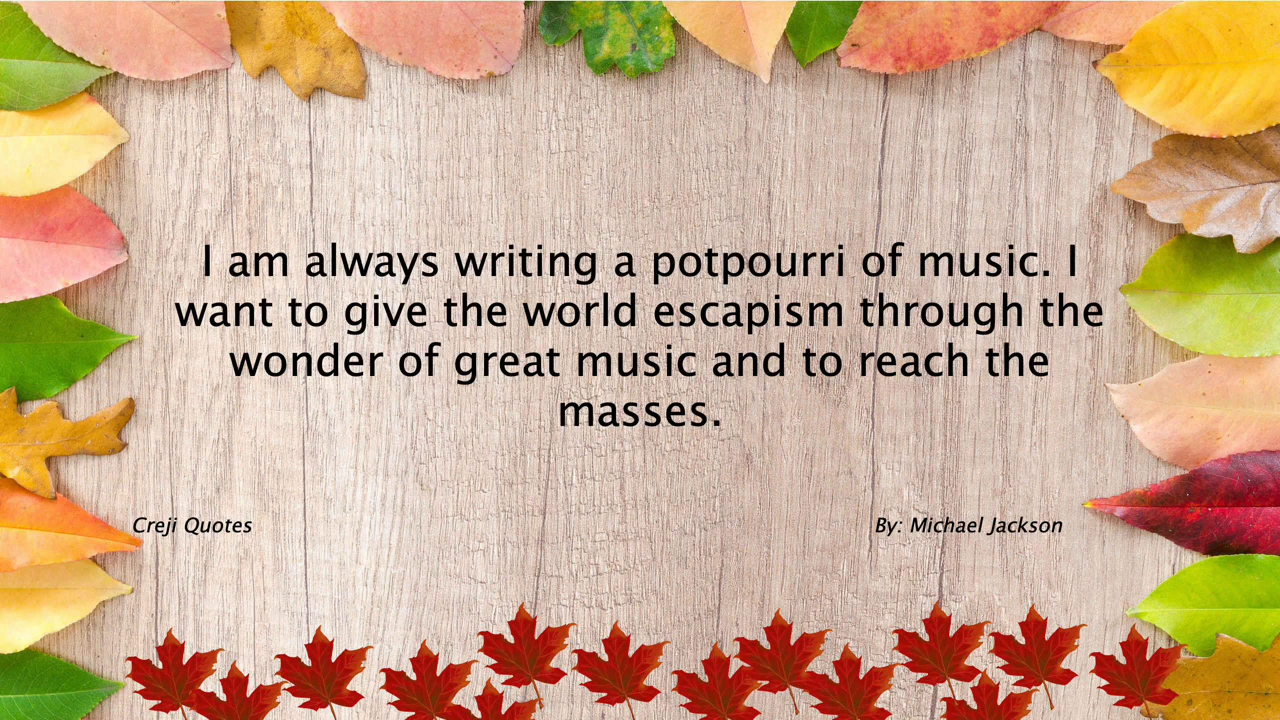 I am always writing a potpourri of music. I
want to give the world escapism through the
wonder of great music and to reach the
masses.
Creji Quotes
By: Michael Jackson